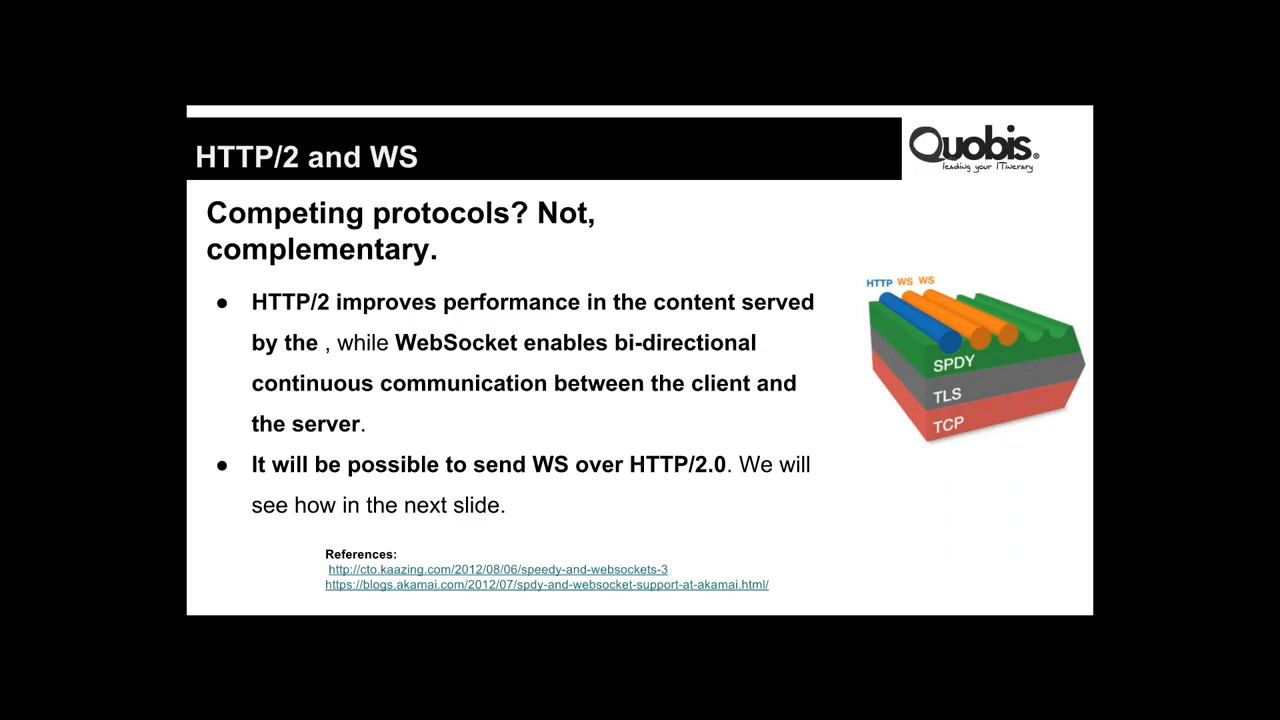 HTTP/2 and WS
Quobis®
leading your ITinerary
Competing protocols? Not,
complementary.
● HTTP/2 improves performance in the content served
by the , while WebSocket enables bi-directional
continuous communication between the client and
the server.
● It will be possible to send WS over HTTP/2.0. We will
see how in the next slide.
HTTP WS WS
SPDY
TLS
TCP
References:
http://cto.kaazing.com/2012/08/06/speedy-and-websockets-3
https://blogs.akamai.com/2012/07/spdy-and-websocket-support-at-akamai.html/